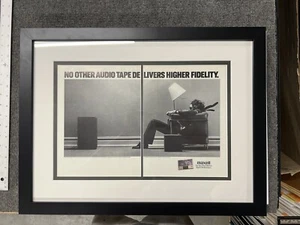 NO OTHER AUDIO TAPE DELIVERS HIGHER FIDELITY.
maxell